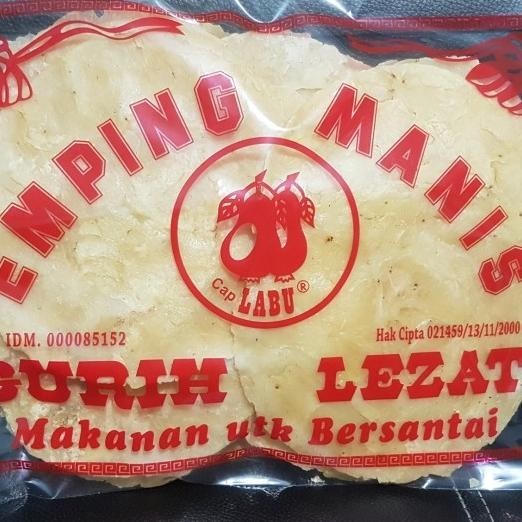 EMPING MANIS
Cap LABU ®
IDM. 000085152
Hak Cipta 021459/13/11/2000
GURIH LEZAT
Makanan utk Bersantai